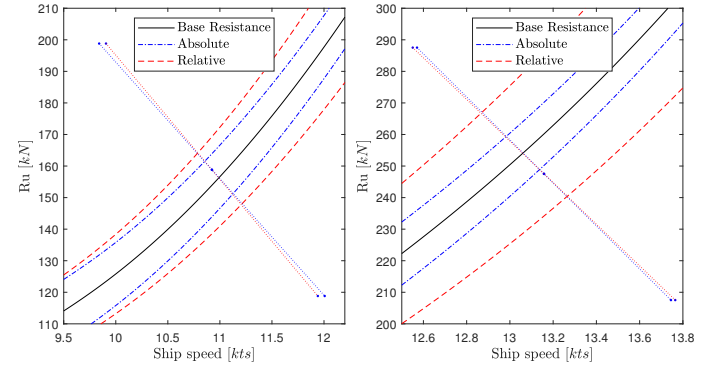 210
200
190
180
170
160
150
140
130
120
110
Ru [kN]
9.5 10 10.5 11 11.5 12
Ship speed [kts]
Base Resistance
Absolute
Relative
300
290
280
270
260
250
240
230
220
210
200
Ru [kN]
12.6 12.8 13 13.2 13.4 13.6 13.8
Ship speed [kts]
Base Resistance
Absolute
Relative